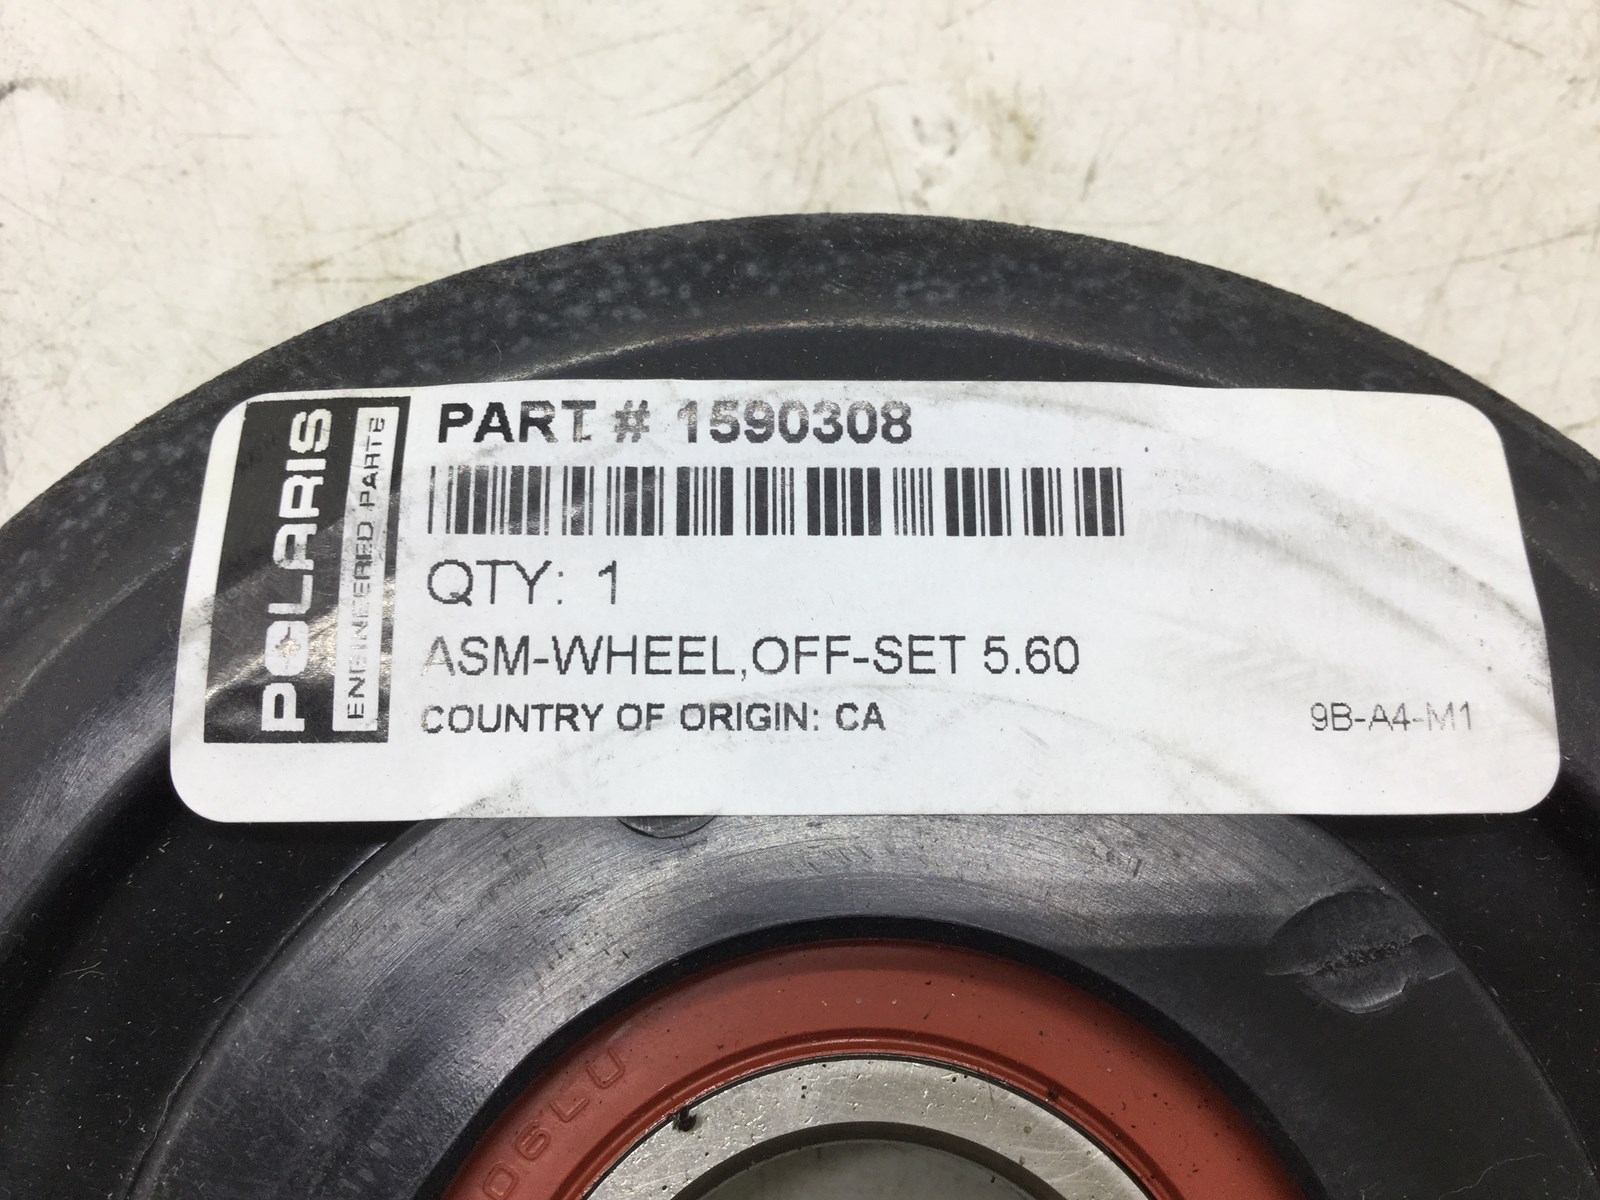 POLARIS
ENGINEERED PARTS
PART # 1590308
QTY: 1
ASM-WHEEL,OFF-SET 5.60
COUNTRY OF ORIGIN: CA
9B-A4-M1
06LU